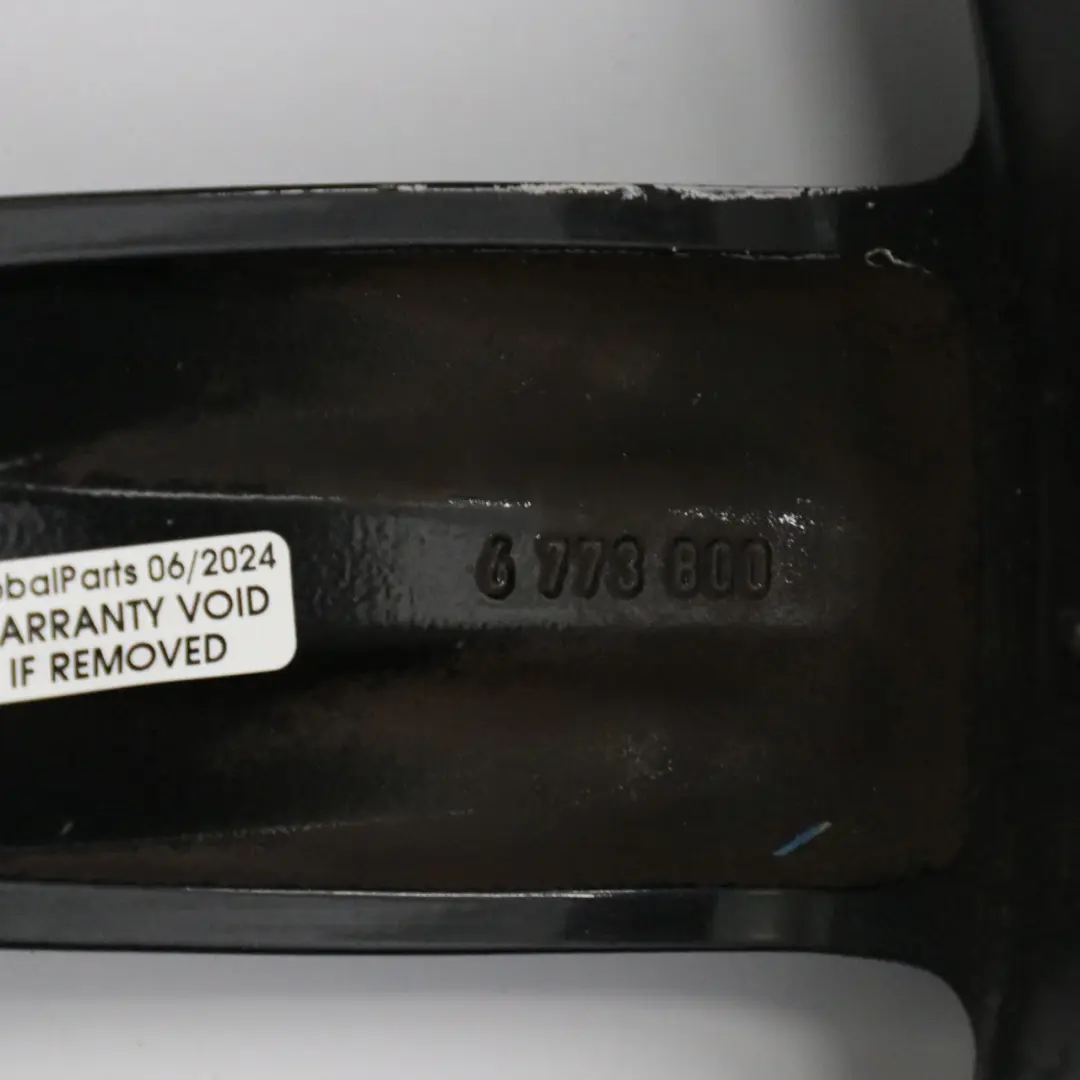 obalParts 06/2024
ARRANTY VOID
IF REMOVED
6 773 800